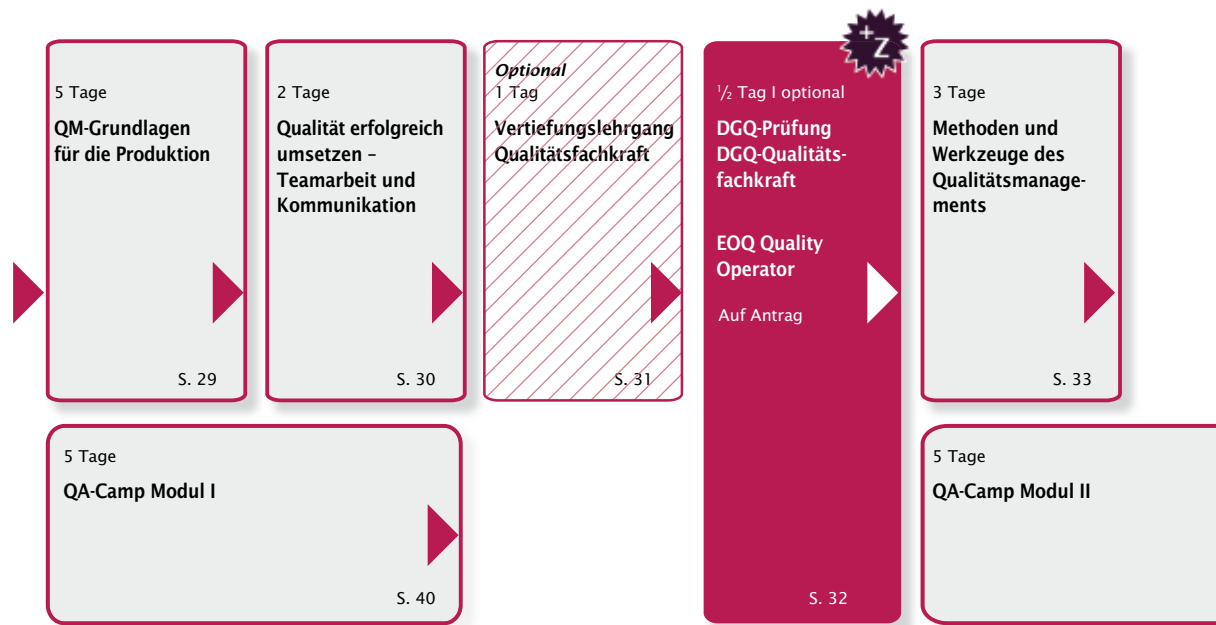 5 Tage
QM-Grundlagen
für die Produktion
S. 29
2 Tage
Qualität erfolgreich
umsetzen –
Teamarbeit und
Kommunikation
S. 30
Optional
1 Tag
Vertiefungslehrgang
Qualitätsfachkraft
S. 31
+Z
½ Tag I optional
DGQ-Prüfung
DGQ-Qualitäts-
fachkraft
EOQ Quality
Operator
Auf Antrag
S. 32
3 Tage
Methoden und
Werkzeuge des
Qualitätsmanage-
ments
S. 33
5 Tage
QA-Camp Modul I
S. 40
5 Tage
QA-Camp Modul II